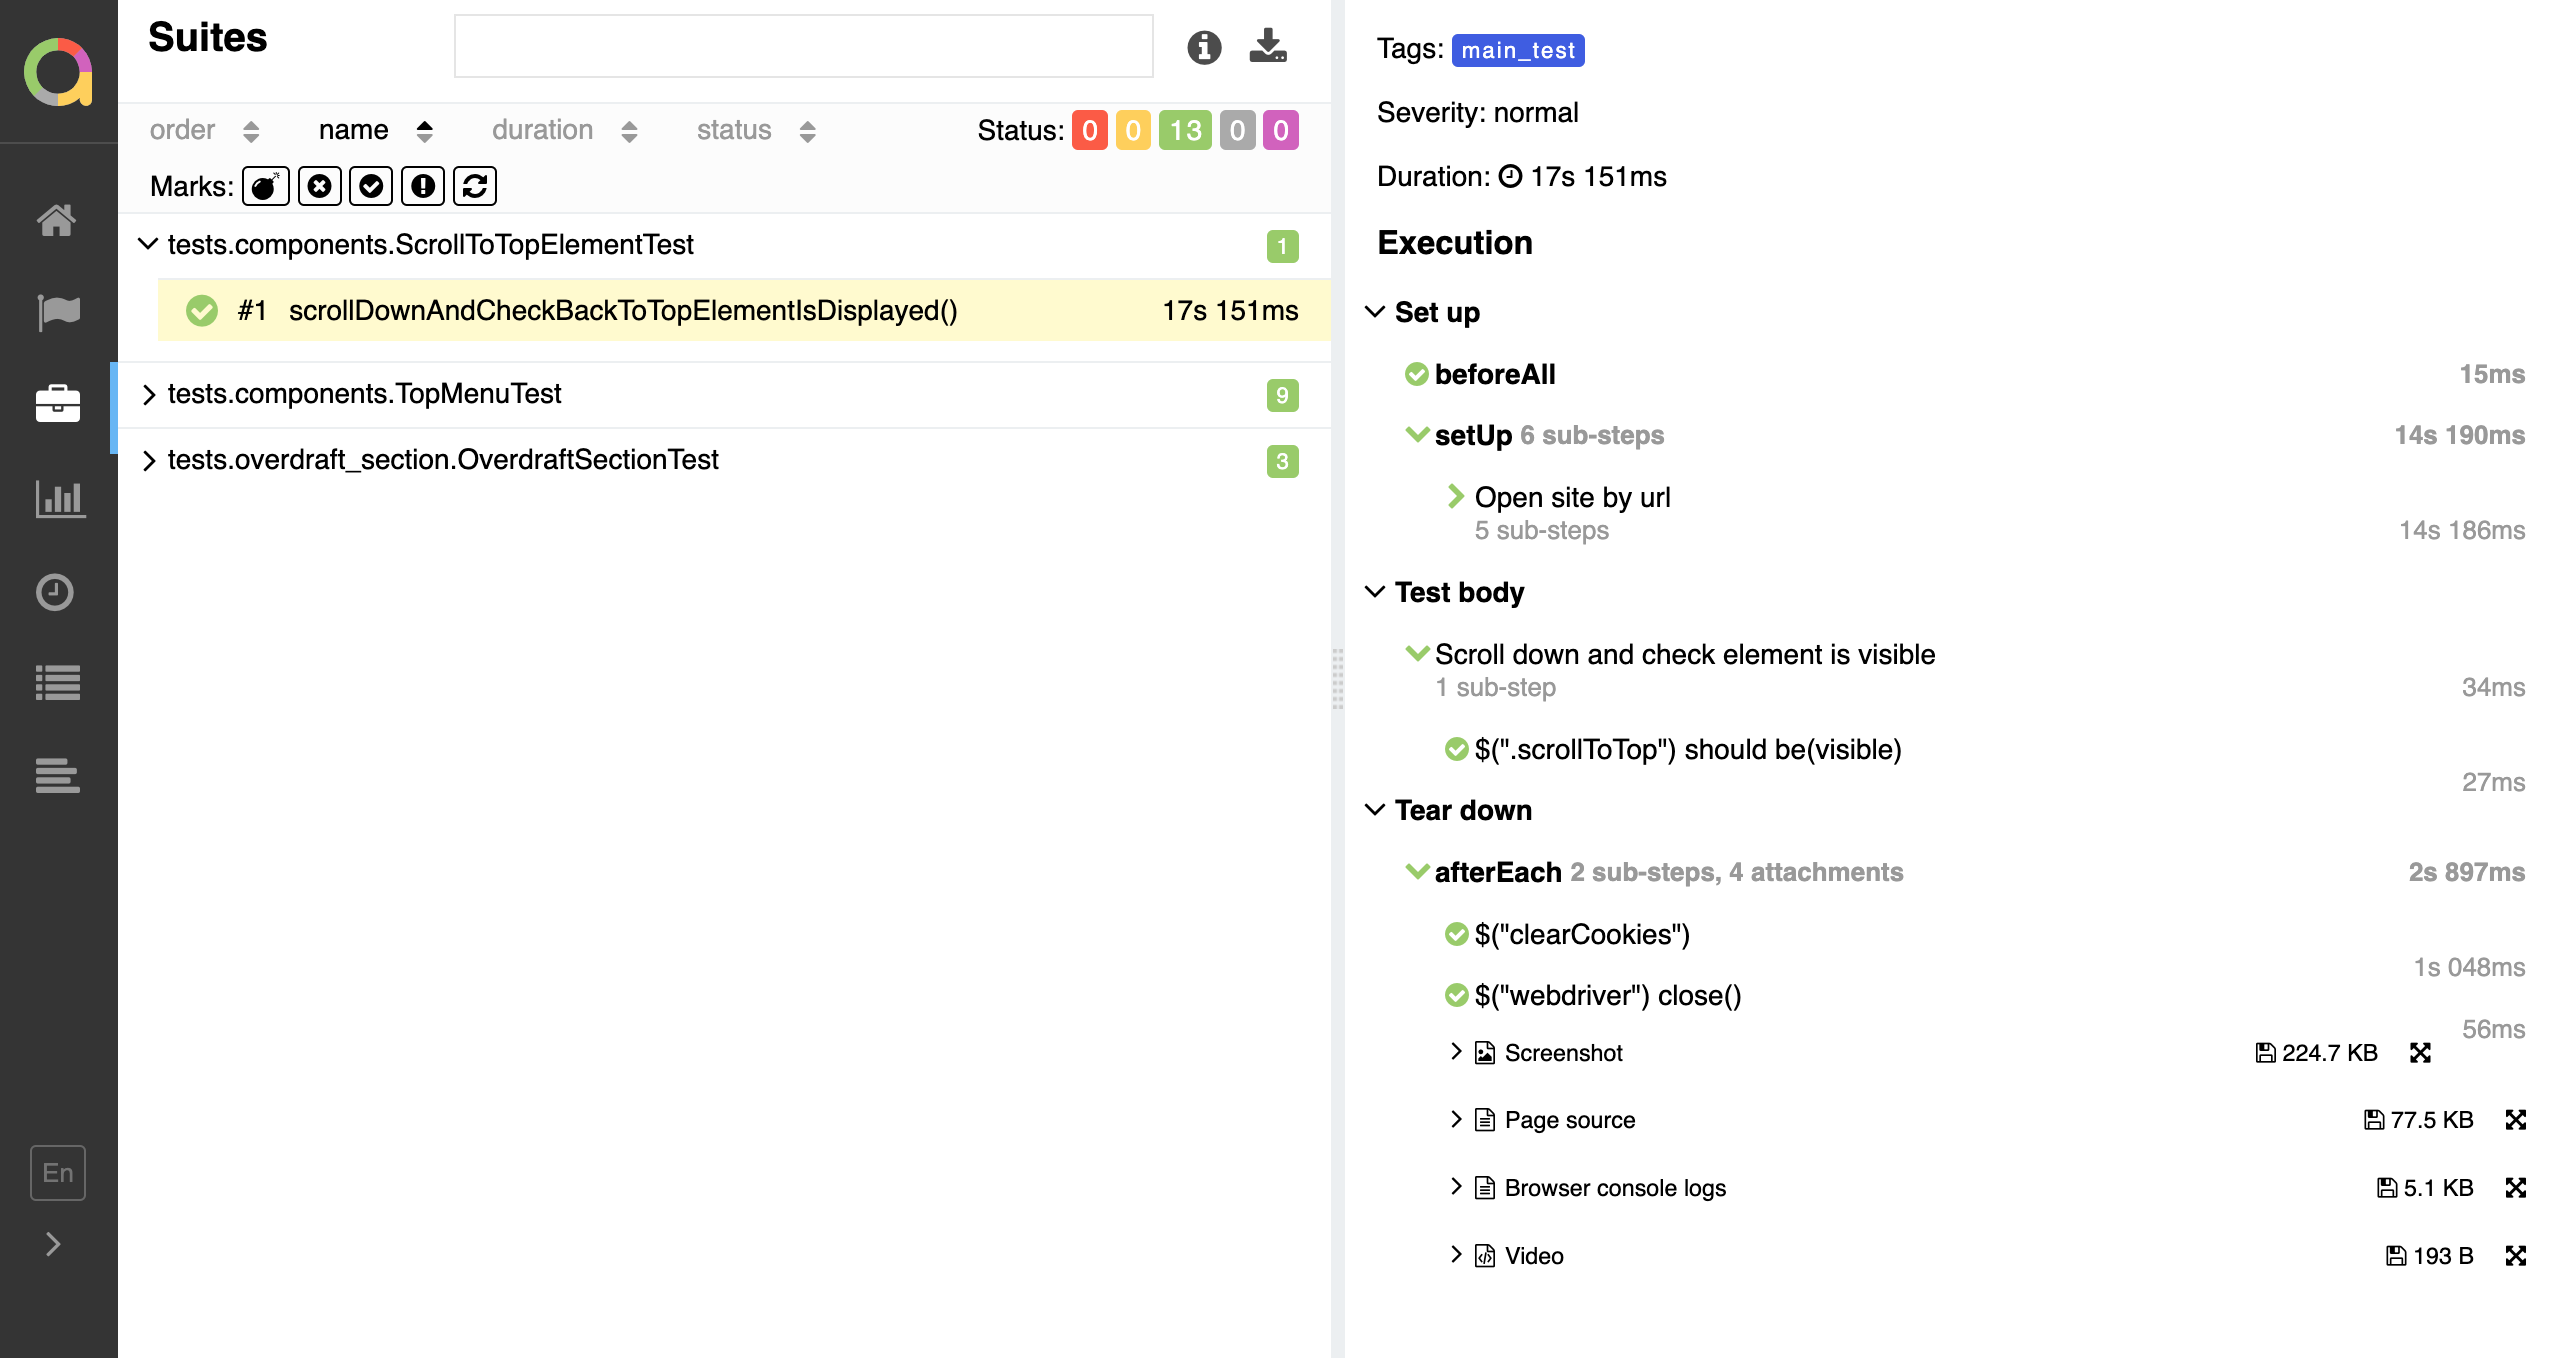 Suites
order name duration status Status: 0 0 13 0 0
Marks:
tests.components.ScrollToTopElementTest 1
#1 scrollDownAndCheckBackToTopElementIsDisplayed() 17s 151ms
tests.components.TopMenuTest 9
tests.overdraft_section.OverdraftSectionTest 3
En
Tags: main_test
Severity: normal
Duration: 17s 151ms
Execution
Set up
beforeAll 15ms
setUp 6 sub-steps 14s 190ms
Open site by url
5 sub-steps 14s 186ms
Test body
Scroll down and check element is visible
1 sub-step 34ms
$(".scrollToTop") should be(visible)
27ms
Tear down
afterEach 2 sub-steps, 4 attachments 2s 897ms
$("clearCookies")
1s 048ms
$("webdriver") close()
56ms
Screenshot 224.7 KB
Page source 77.5 KB
Browser console logs 5.1 KB
Video 193 B